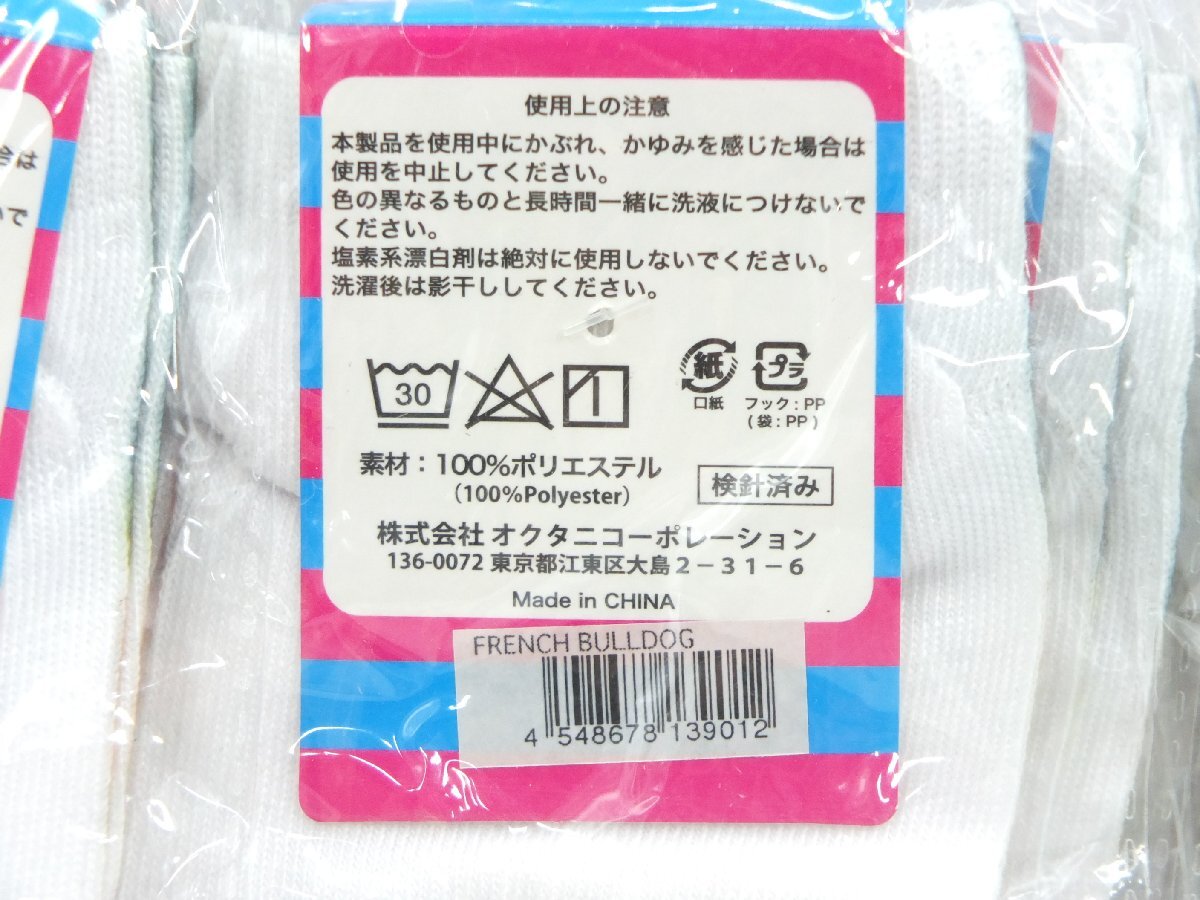 使用上の注意
本製品を使用中にかぶれ、かゆみを感じた場合は
使用を中止してください。
色の異なるものと長時間一緒に洗液につけないで
ください。
塩素系漂白剤は絶対に使用しないでください。
洗濯後は影干ししてください。
30
紙
プラ
口紙
フック:PP
(袋:PP)
素材:100%ポリエステル
(100%Polyester)
検針済み
株式会社 オクタニコーポレーション
136-0072 東京都江東区大島2-31-6
Made in CHINA
FRENCH BULLDOG
4 548678 139012
合は
いで